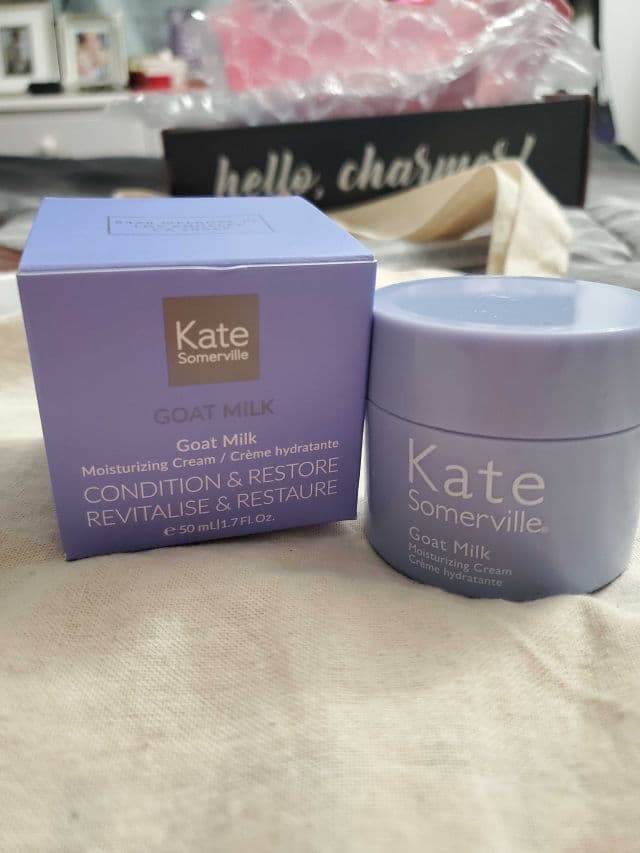 hello, charmer!
Kate
Somerville
GOAT MILK
Goat Milk
Moisturizing Cream / Crème hydratante
CONDITION & RESTORE
REVITALISE & RESTAURE
℮ 50 mL|1.7 Fl. Oz.
Kate
Somerville®
Goat Milk
Moisturizing Cream
Crème hydratante